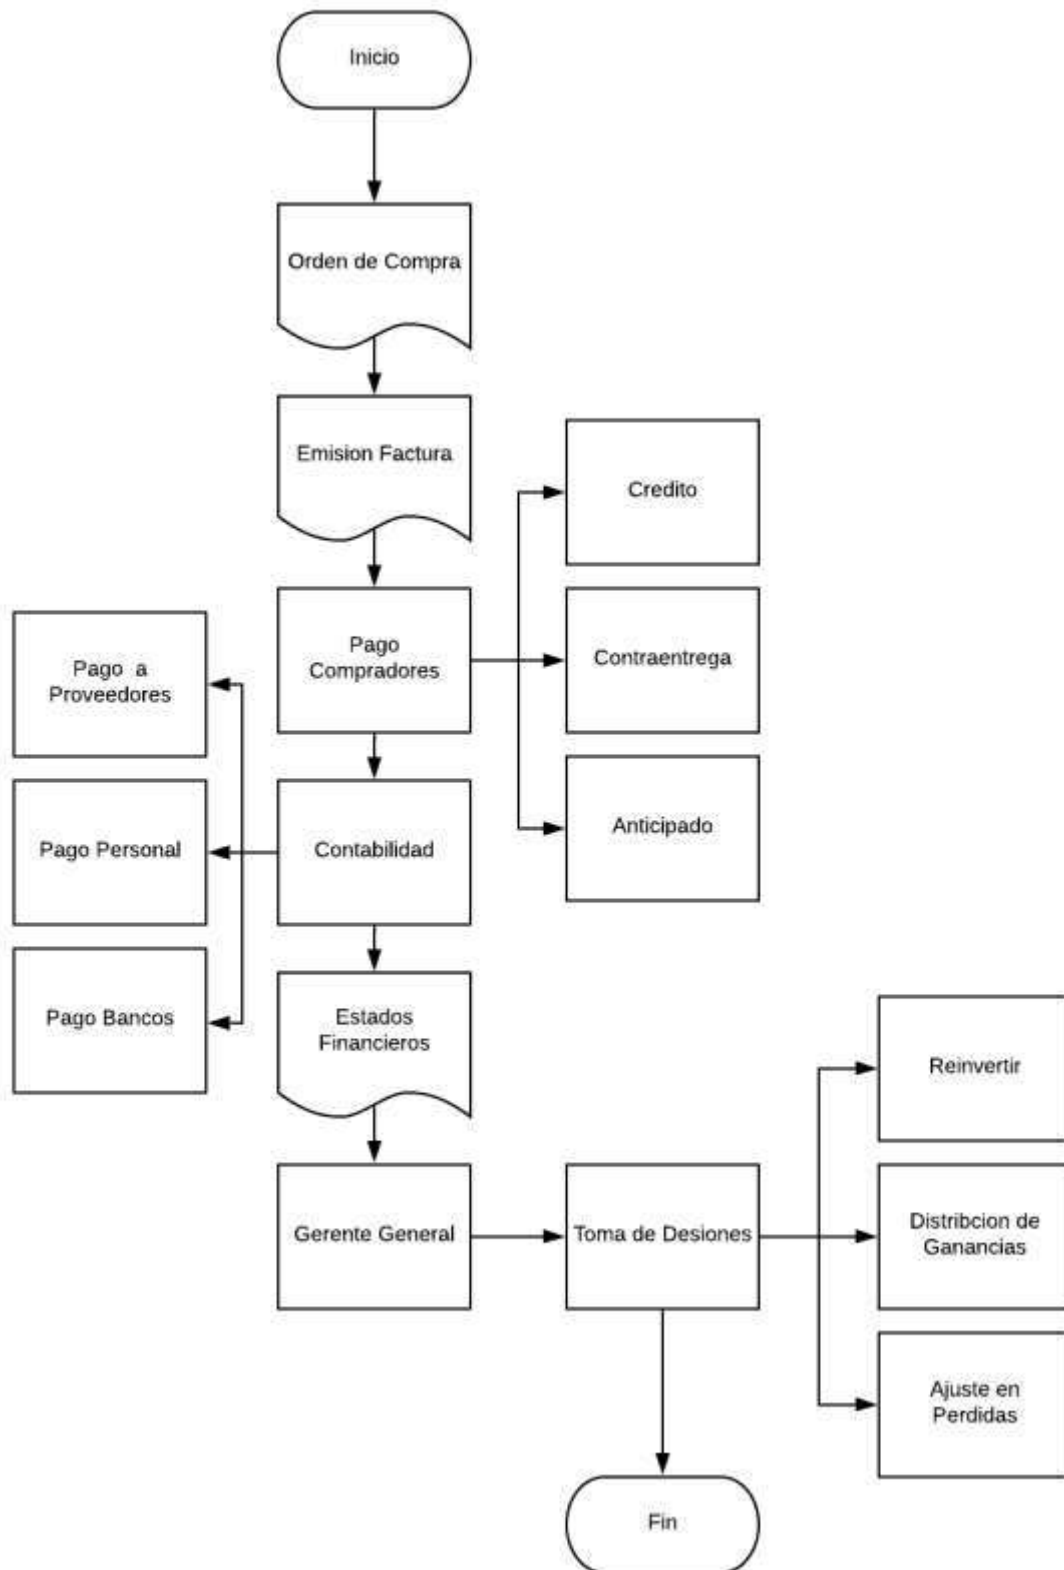 Inicio
Orden de Compra
Emision Factura
Credito
Pago
Compradores
Contraentrega
Pago a
Proveedores
Anticipado
Pago Personal
Contabilidad
Pago Bancos
Estados
Financieros
Reinvertir
Gerente General
Toma de Desiones
Distribcion de
Ganancias
Ajuste en
Perdidas
Fin